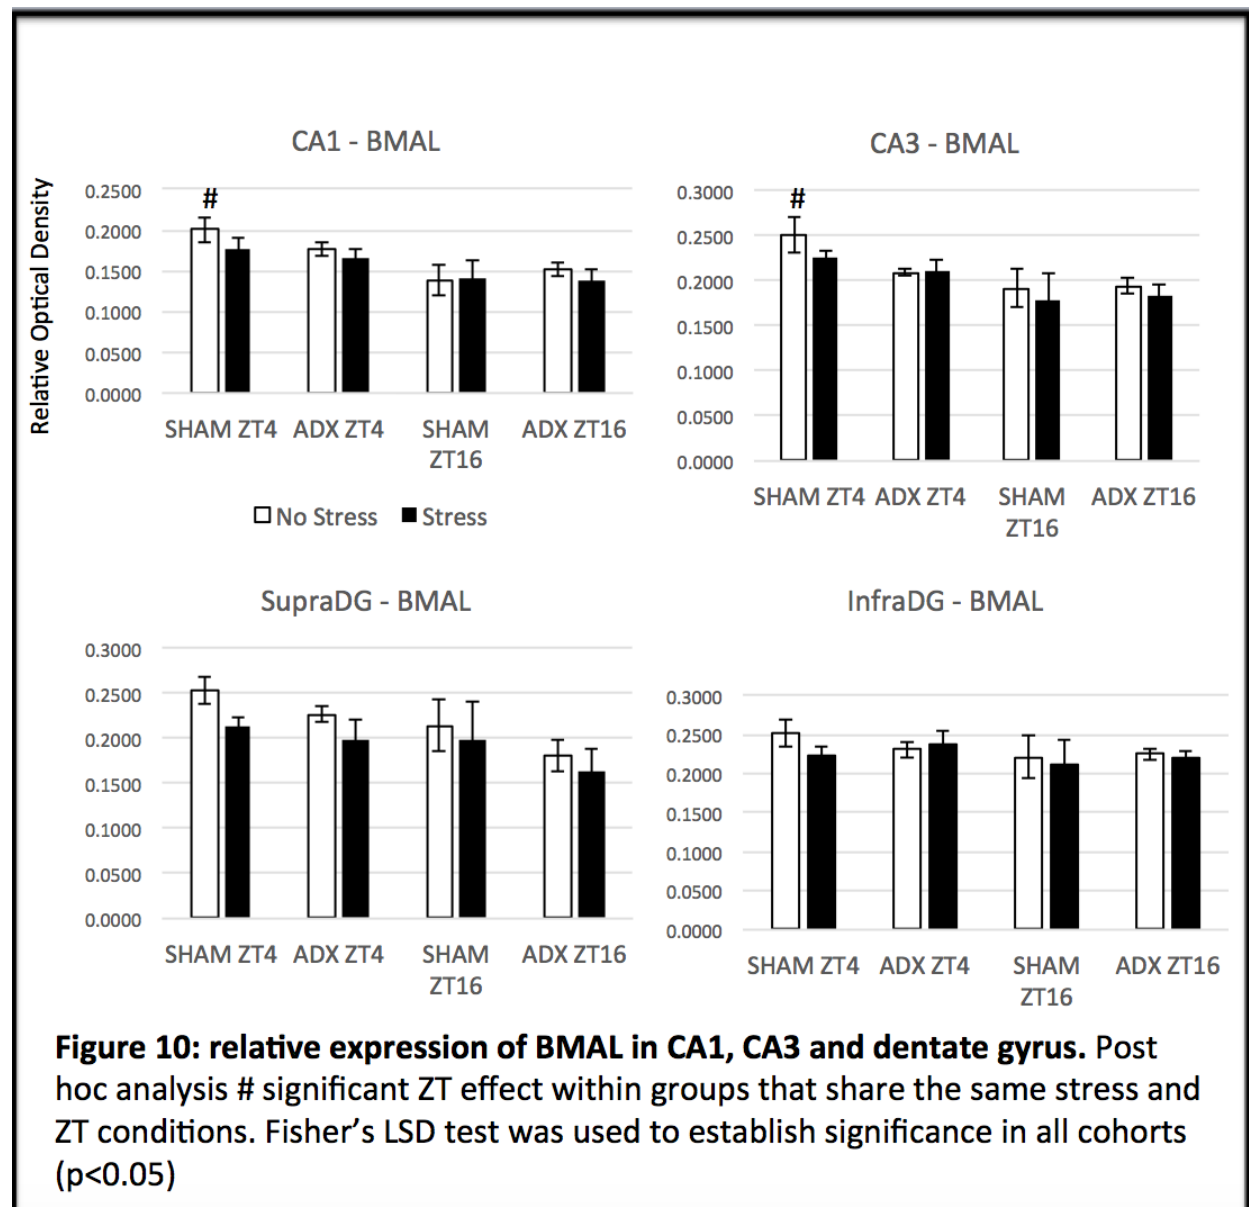 CA1 - BMAL
Relative Optical Density
0.2500
0.2000
0.1500
0.1000
0.0500
0.0000
#
SHAM ZT4 ADX ZT4 SHAM ADX ZT16
ZT16
No Stress Stress
CA3 - BMAL
0.3000
0.2500
0.2000
0.1500
0.1000
0.0500
0.0000
#
SHAM ZT4 ADX ZT4 SHAM ADX ZT16
ZT16
SupraDG - BMAL
0.3000
0.2500
0.2000
0.1500
0.1000
0.0500
0.0000
SHAM ZT4 ADX ZT4 SHAM ADX ZT16
ZT16
InfraDG - BMAL
0.3000
0.2500
0.2000
0.1500
0.1000
0.0500
0.0000
SHAM ZT4 ADX ZT4 SHAM ADX ZT16
ZT16
Figure 10: relative expression of BMAL in CA1, CA3 and dentate gyrus. Post
hoc analysis # significant ZT effect within groups that share the same stress and
ZT conditions. Fisher’s LSD test was used to establish significance in all cohorts
(p<0.05)